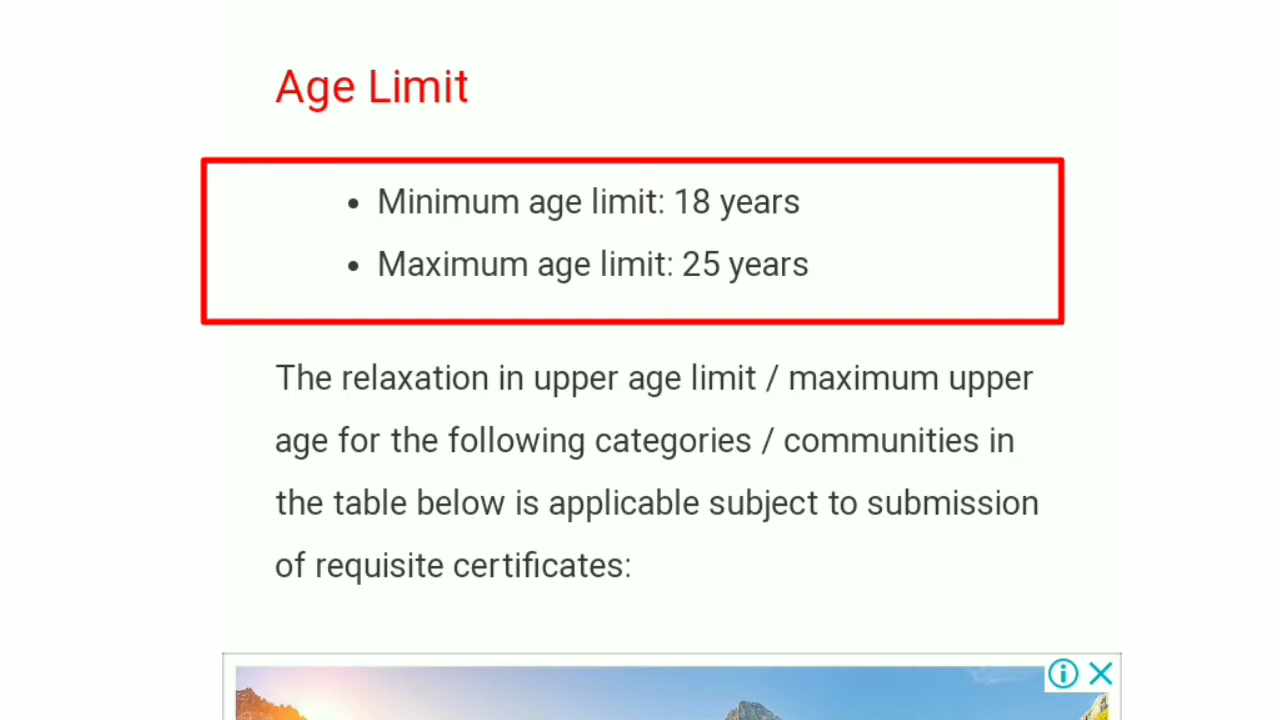 Age Limit
• Minimum age limit: 18 years
• Maximum age limit: 25 years
The relaxation in upper age limit / maximum upper
age for the following categories / communities in
the table below is applicable subject to submission
of requisite certificates: